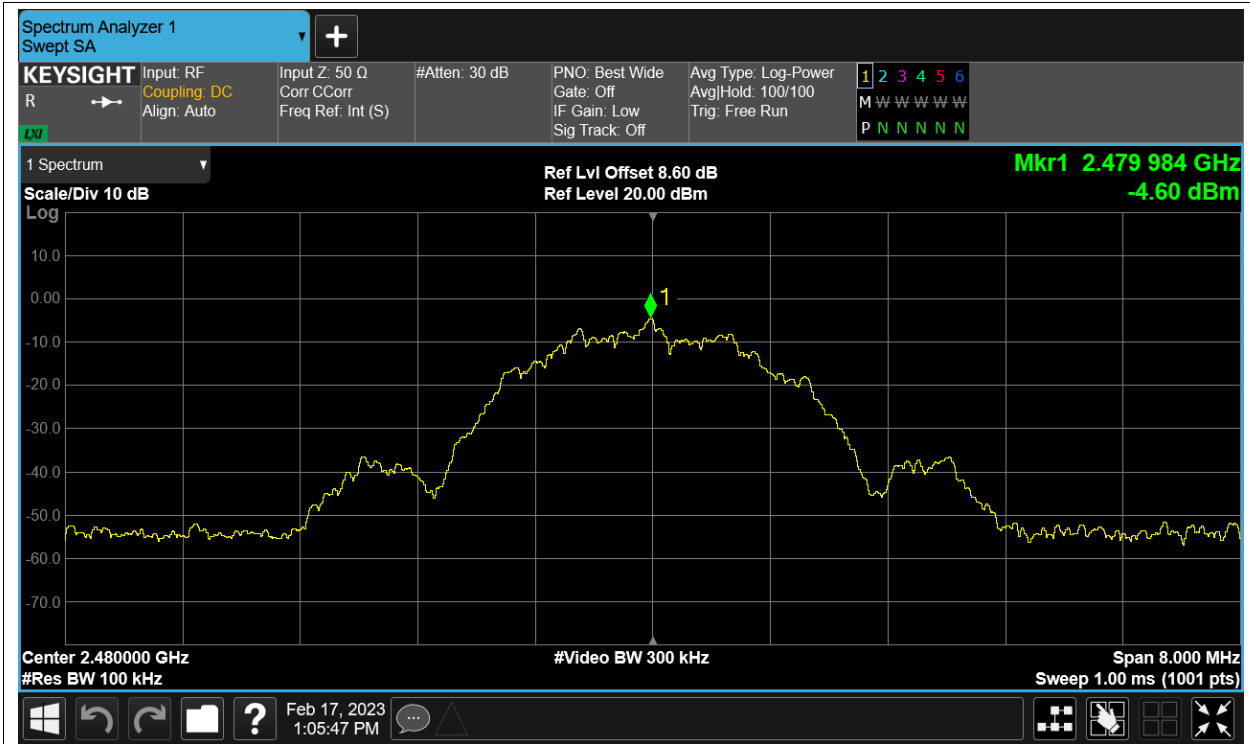 Spectrum Analyzer 1
Swept SA
KEYSIGHT
R
LXI
Input: RF
Coupling: DC
Align: Auto
Input Z: 50 Ω
Corr CCorr
Freq Ref: Int (S)
#Atten: 30 dB
PNO: Best Wide
Gate: Off
IF Gain: Low
Sig Track: Off
Avg Type: Log-Power
Avg|Hold: 100/100
Trig: Free Run
1 2 3 4 5 6
M W W W W W
P N N N N N
1 Spectrum
Scale/Div 10 dB
Ref Lvl Offset 8.60 dB
Ref Level 20.00 dBm
Mkr1 2.479 984 GHz
-4.60 dBm
Log
10.0
0.00
-10.0
-20.0
-30.0
-40.0
-50.0
-60.0
-70.0
1
Center 2.480000 GHz
#Res BW 100 kHz
#Video BW 300 kHz
Span 8.000 MHz
Sweep 1.00 ms (1001 pts)
?
Feb 17, 2023
1:05:47 PM